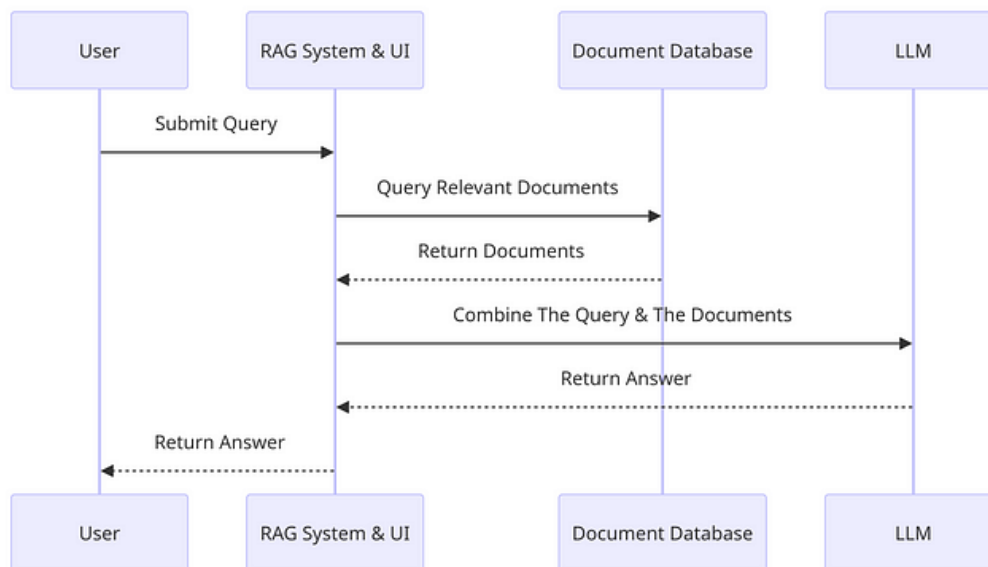 User
RAG System & UI
Document Database
LLM
Submit Query
Query Relevant Documents
Return Documents
Combine The Query & The Documents
Return Answer
Return Answer
User
RAG System & UI
Document Database
LLM